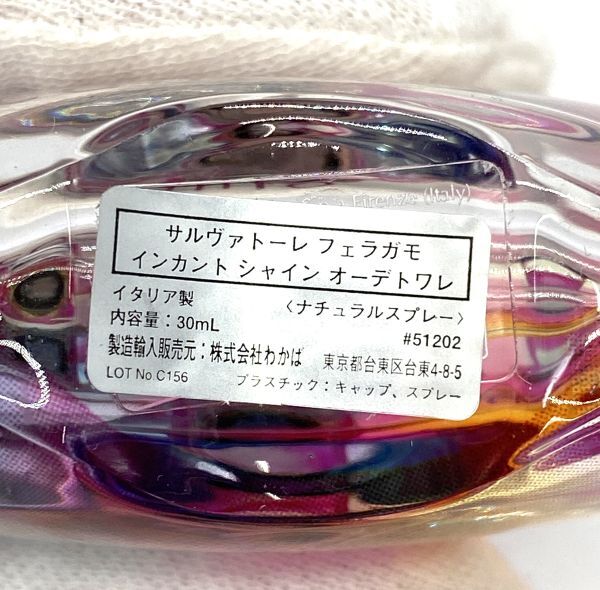 Firenze (Italy)
サルヴァトーレ フェラガモ
インカント シャイン オーデトワレ
イタリア製 〈ナチュラルスプレー〉
内容量：30mL #51202
製造輸入販売元：株式会社わかば 東京都台東区台東4-8-5
LOT No.C156 プラスチック：キャップ、スプレー